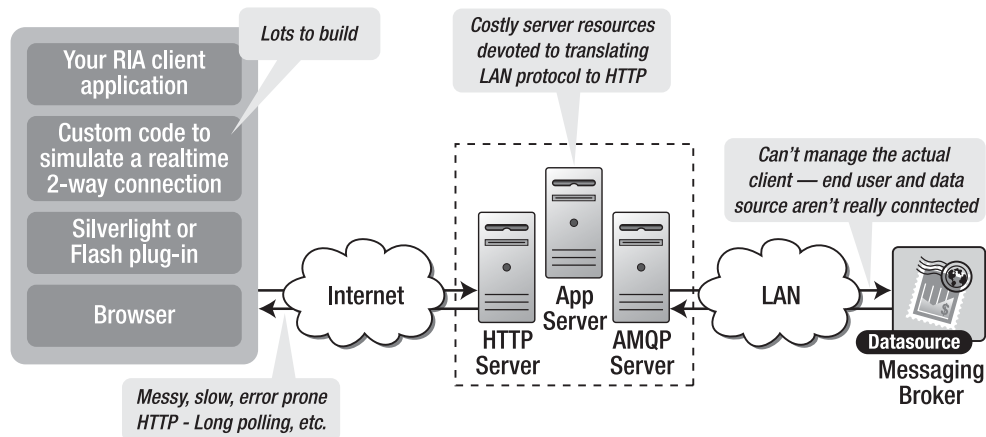 Lots to build
Your RIA client
application
Custom code to
simulate a realtime
2-way connection
Silverlight or
Flash plug-in
Browser
Messy, slow, error prone
HTTP - Long polling, etc.
Internet
Costly server resources
devoted to translating
LAN protocol to HTTP
HTTP
Server
App
Server
AMQP
Server
LAN
Can't manage the actual
client — end user and data
source aren't really conntected
Datasource
Messaging
Broker